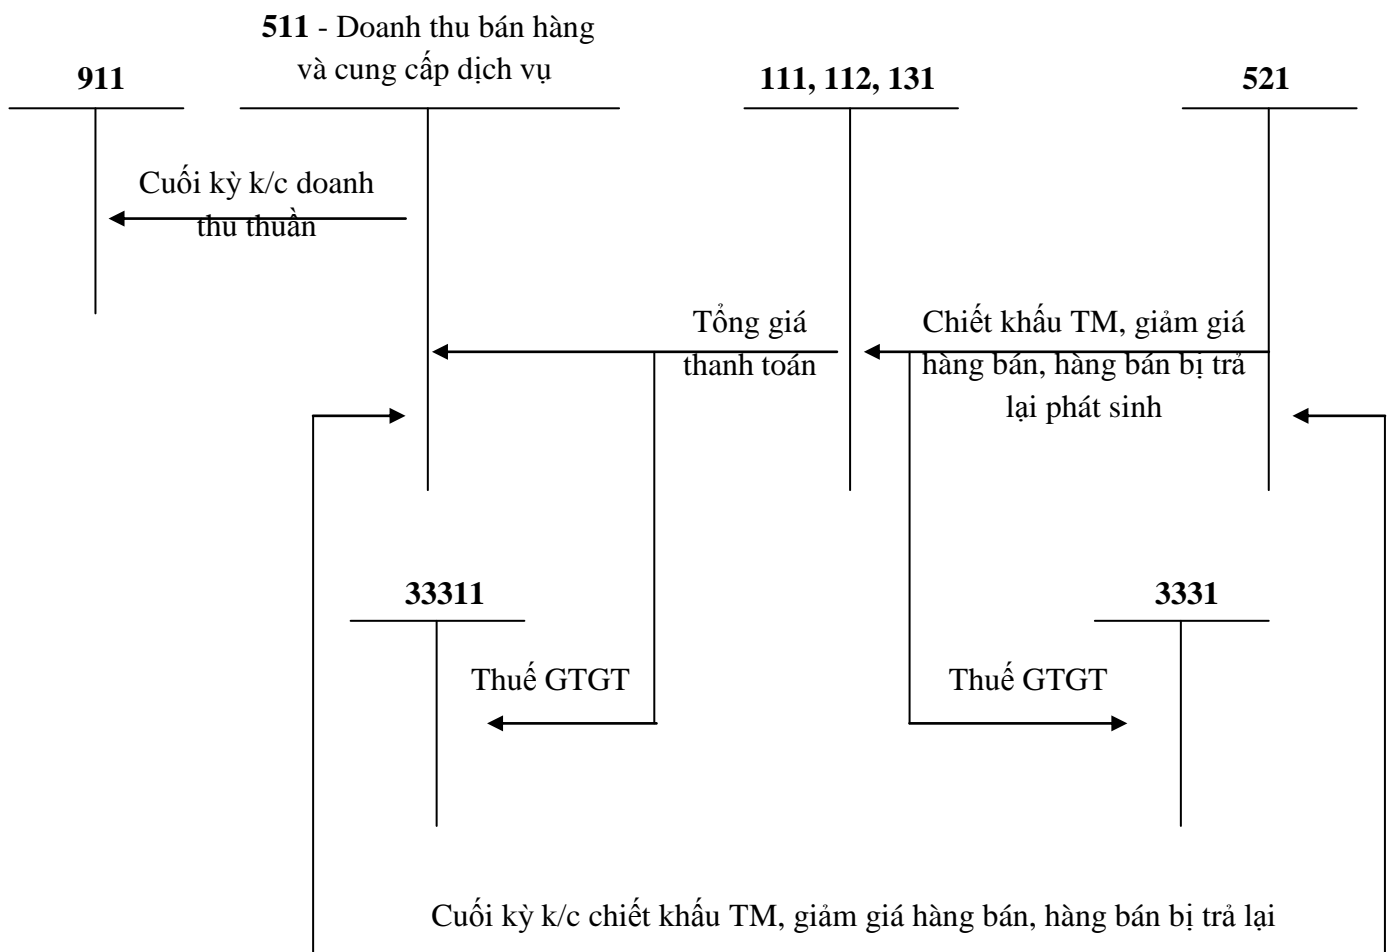 511 - Doanh thu bán hàng
và cung cấp dịch vụ
911
111, 112, 131
521
Cuối kỳ k/c doanh
thu thuần
Tổng giá
thanh toán
Chiết khấu TM, giảm giá
hàng bán, hàng bán bị trả
lại phát sinh
33311
3331
Thuế GTGT
Thuế GTGT
Cuối kỳ k/c chiết khấu TM, giảm giá hàng bán, hàng bán bị trả lại